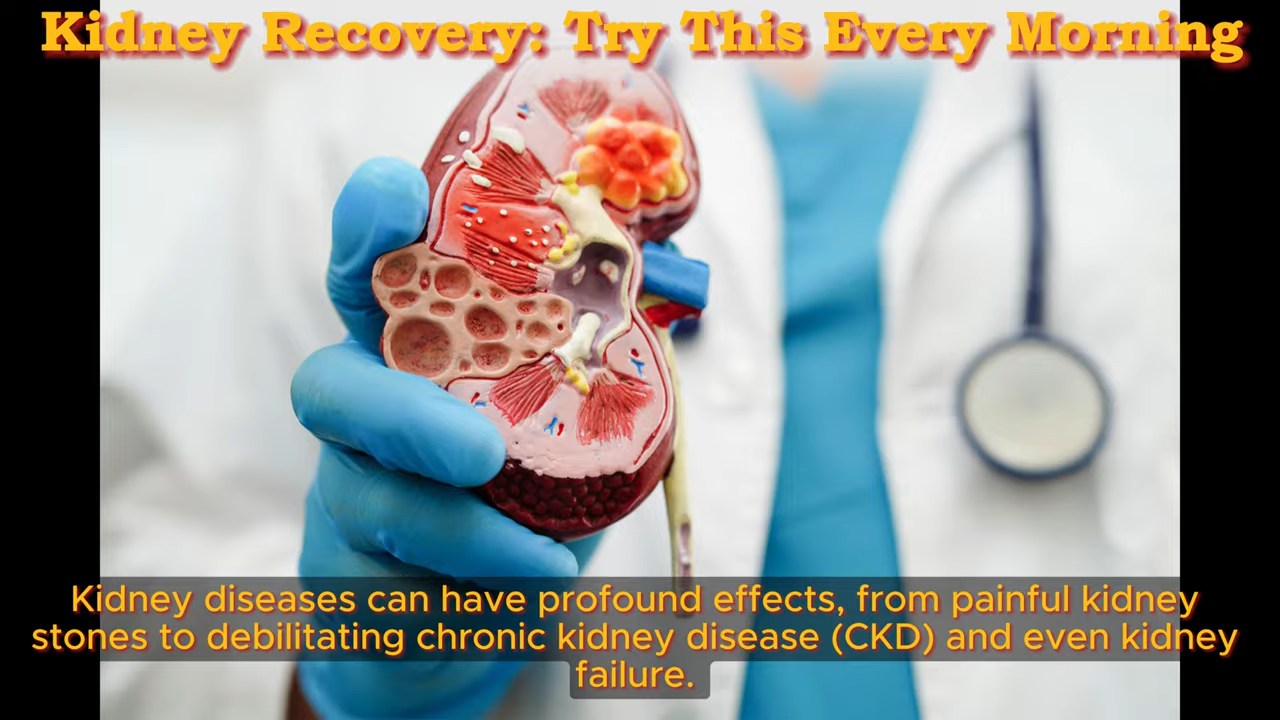 Kidney Recovery: Try This Every Morning
Kidney diseases can have profound effects, from painful kidney
stones to debilitating chronic kidney disease (CKD) and even kidney
failure.